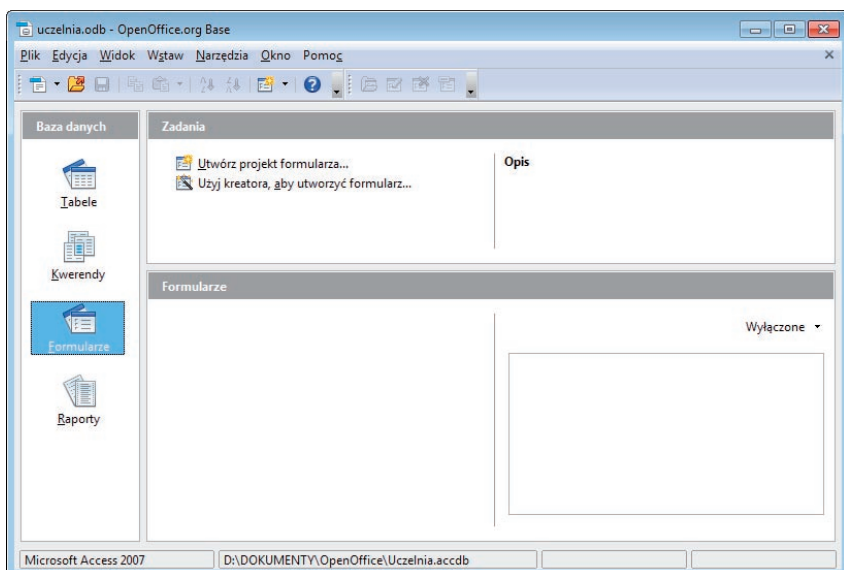 uczelnia.odb - OpenOffice.org Base
Plik Edycja Widok Wstaw Narzędzia Okno Pomoc
Baza danych
Zadania
Tabele
Kwerendy
Formularze
Raporty
Utwórz projekt formularza...
Użyj kreatora, aby utworzyć formularz...
Opis
Formularze
Wyłączone
Microsoft Access 2007
D:\DOKUMENTY\OpenOffice\Uczelnia.accdb